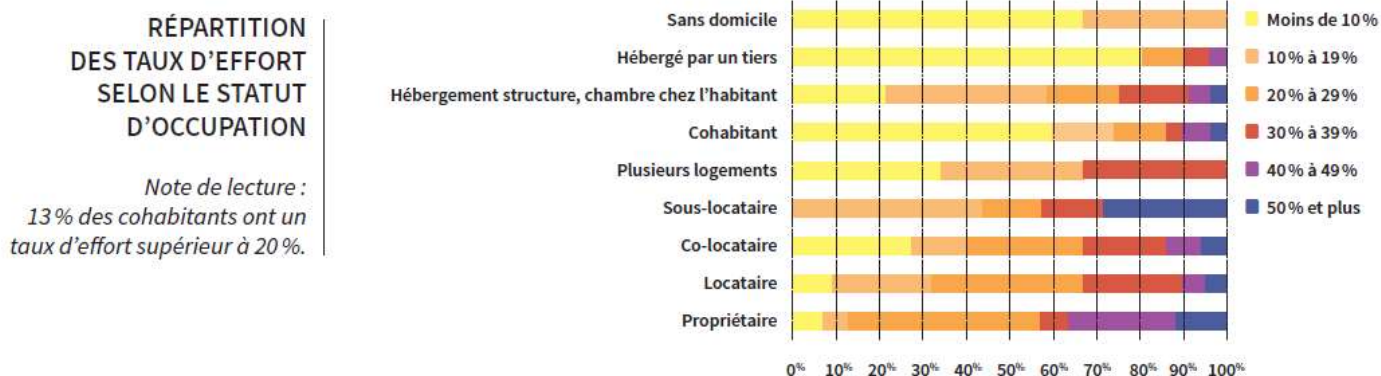 RÉPARTITION
DES TAUX D’EFFORT
SELON LE STATUT
D’OCCUPATION
Note de lecture :
13 % des cohabitants ont un
taux d’effort supérieur à 20 %.
Sans domicile
Hébergé par un tiers
Hébergement structure, chambre chez l’habitant
Cohabitant
Plusieurs logements
Sous-locataire
Co-locataire
Locataire
Propriétaire
0% 10% 20% 30% 40% 50% 60% 70% 80% 90% 100%
Moins de 10 %
10 % à 19 %
20 % à 29 %
30 % à 39 %
40 % à 49 %
50 % et plus